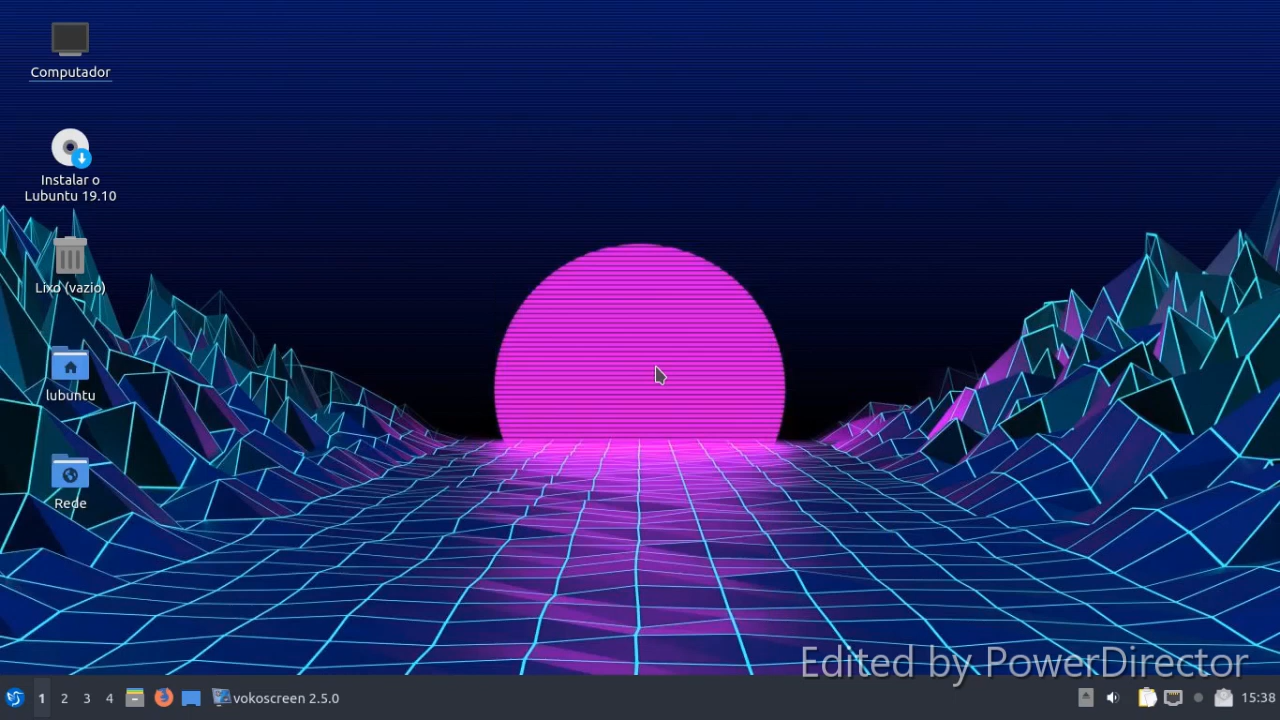 Computador
Instalar o
Lubuntu 19.10
Lixo (vazio)
lubuntu
Rede
Edited by PowerDirector
1 2 3 4 vokoscreen 2.5.0 15:38